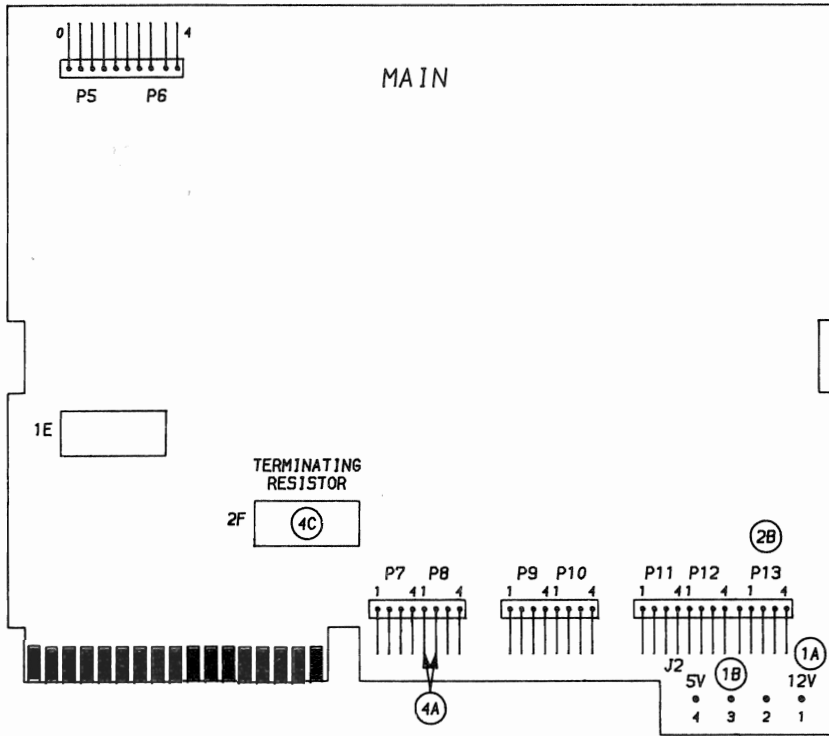 0 4
P5 P6
MAIN
1E
TERMINATING
RESISTOR
2F 4C
2B
P7 P8 P9 P10 P11 P12 P13
1 4 1 4 1 4 1 4 1 4 1 4 1 4
J2 1B 1A
5V 12V
4A
4 3 2 1